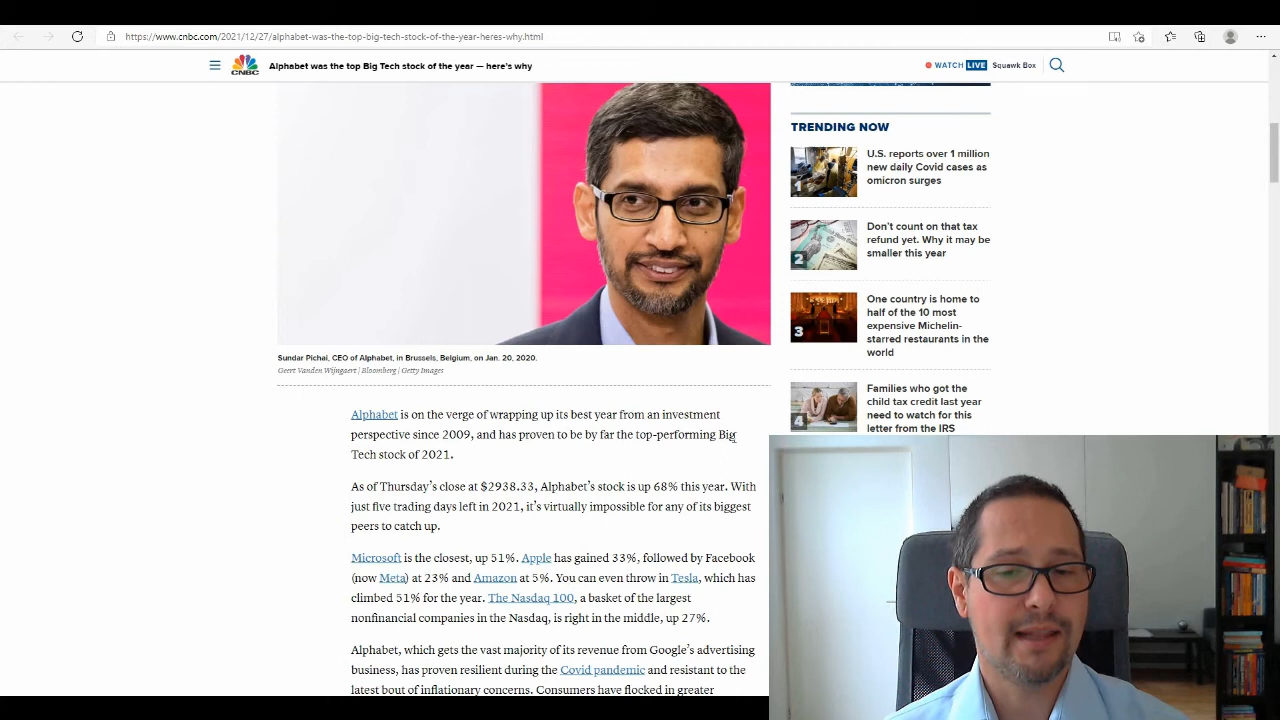 https://www.cnbc.com/2021/12/27/alphabet-was-the-top-big-tech-stock-of-the-year-heres-why.html
CNBC
Alphabet was the top Big Tech stock of the year — here's why
WATCH LIVE Squawk Box
Sundar Pichai, CEO of Alphabet, in Brussels, Belgium, on Jan. 20, 2020.
Geert Vanden Wijngaert | Bloomberg | Getty Images
Alphabet is on the verge of wrapping up its best year from an investment
perspective since 2009, and has proven to be by far the top-performing Big
Tech stock of 2021.
As of Thursday's close at $2938.33, Alphabet's stock is up 68% this year. With
just five trading days left in 2021, it's virtually impossible for any of its biggest
peers to catch up.
Microsoft is the closest, up 51%. Apple has gained 33%, followed by Facebook
(now Meta) at 23% and Amazon at 5%. You can even throw in Tesla, which has
climbed 51% for the year. The Nasdaq 100, a basket of the largest
nonfinancial companies in the Nasdaq, is right in the middle, up 27%.
Alphabet, which gets the vast majority of its revenue from Google's advertising
business, has proven resilient during the Covid pandemic and resistant to the
latest bout of inflationary concerns. Consumers have flocked in greater
TRENDING NOW
1
U.S. reports over 1 million
new daily Covid cases as
omicron surges
2
Don't count on that tax
refund yet. Why it may be
smaller this year
3
One country is home to
half of the 10 most
expensive Michelin-
starred restaurants in the
world
4
Families who got the
child tax credit last year
need to watch for this
letter from the IRS